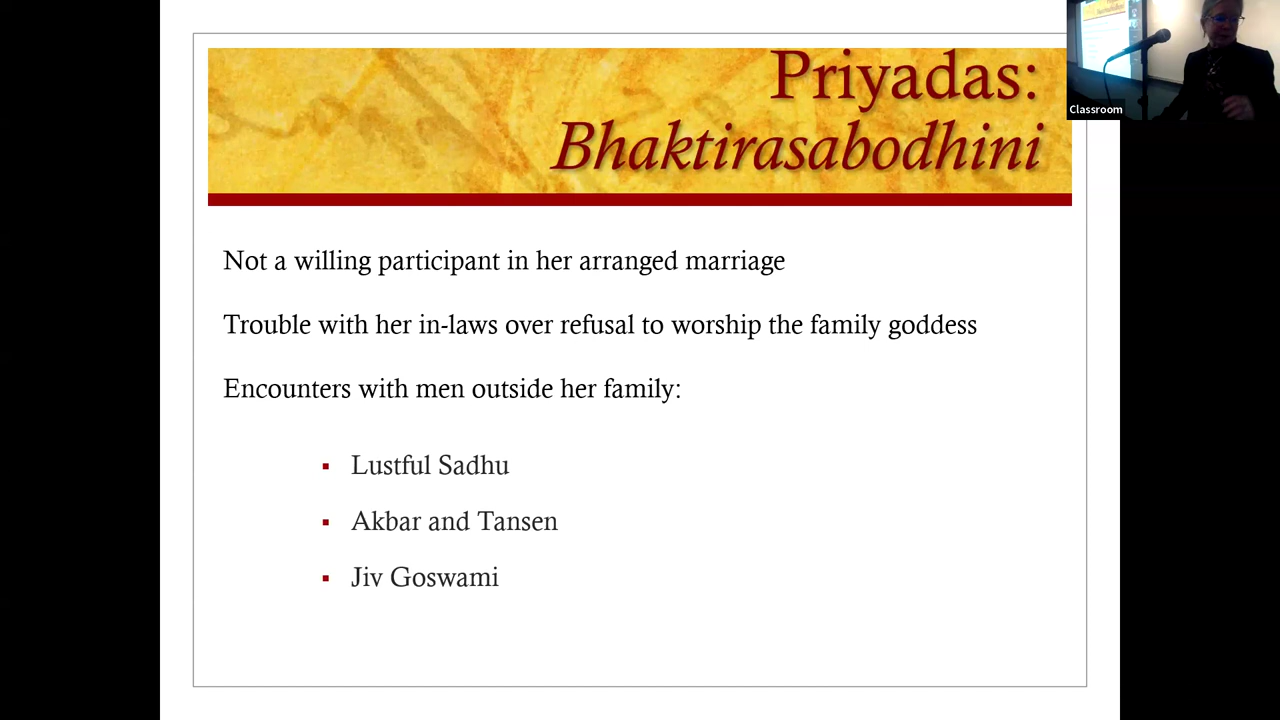 Priyadas:
Bhaktirasabodhini
Not a willing participant in her arranged marriage
Trouble with her in-laws over refusal to worship the family goddess
Encounters with men outside her family:
▪ Lustful Sadhu
▪ Akbar and Tansen
▪ Jiv Goswami
Classroom